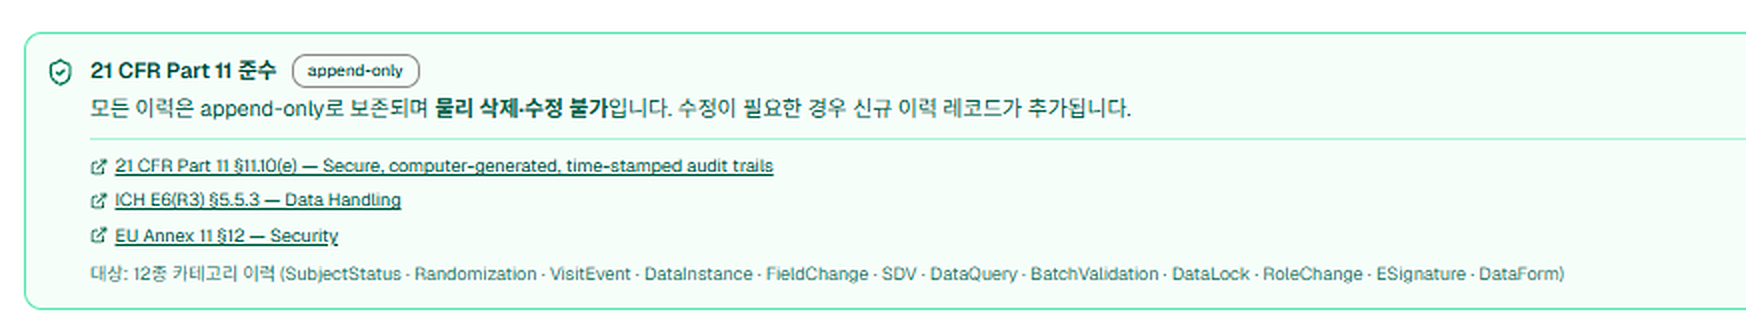 21 CFR Part 11 준수 append-only
모든 이력은 append-only로 보존되며 물리 삭제·수정 불가입니다. 수정이 필요한 경우 신규 이력 레코드가 추가됩니다.
21 CFR Part 11 §11.10(e) — Secure, computer-generated, time-stamped audit trails
ICH E6(R3) §5.5.3 — Data Handling
EU Annex 11 §12 — Security
대상: 12종 카테고리 이력 (SubjectStatus · Randomization · VisitEvent · DataInstance · FieldChange · SDV · DataQuery · BatchValidation · DataLock · RoleChange · ESignature · DataForm)